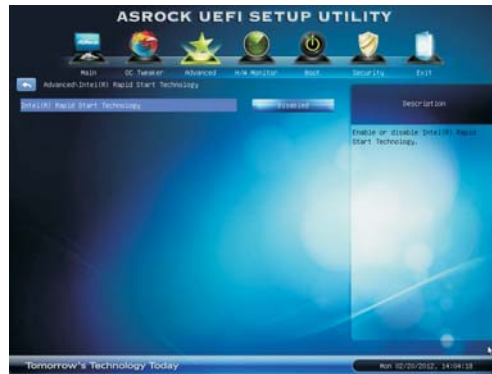 ASROCK UEFI SETUP UTILITY
Main OC Tweaker Advanced H/W Monitor Boot Security Exit
Advanced\Intel(R) Rapid Start Technology
Intel(R) Rapid Start Technology Disabled
Description
Enable or disable Intel(R) Rapid
Start Technology.
Tomorrow's Technology Today
Mon 02/20/2012, 14:04:18